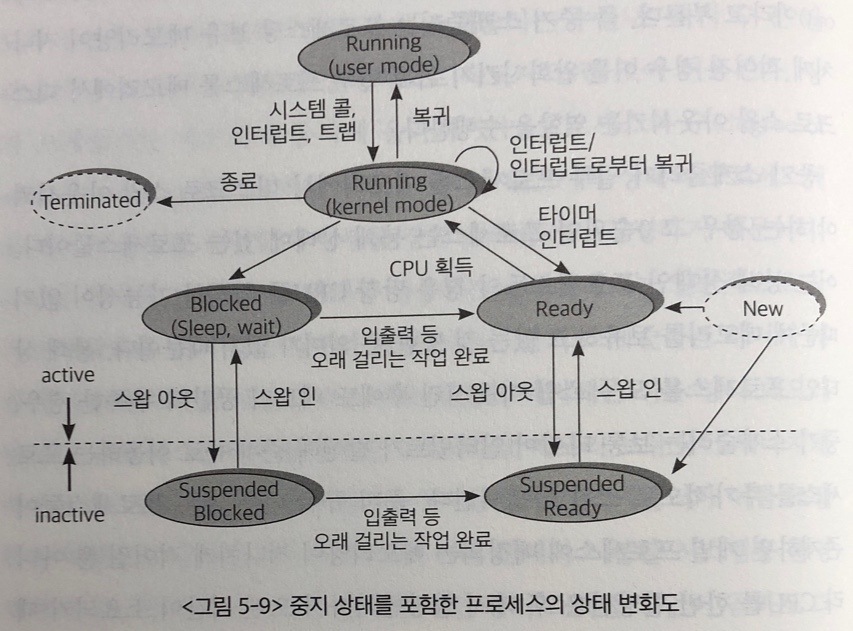 Running
(user mode)
시스템 콜,
인터럽트, 트랩
복귀
인터럽트/
인터럽트로부터 복귀
종료
Terminated
Running
(kernel mode)
타이머
인터럽트
CPU 획득
Blocked
(Sleep, wait)
Ready
New
입출력 등
오래 걸리는 작업 완료
active
스왑 아웃
스왑 인
스왑 아웃
스왑 인
inactive
Suspended
Blocked
Suspended
Ready
입출력 등
오래 걸리는 작업 완료
<그림 5-9> 중지 상태를 포함한 프로세스의 상태 변화도